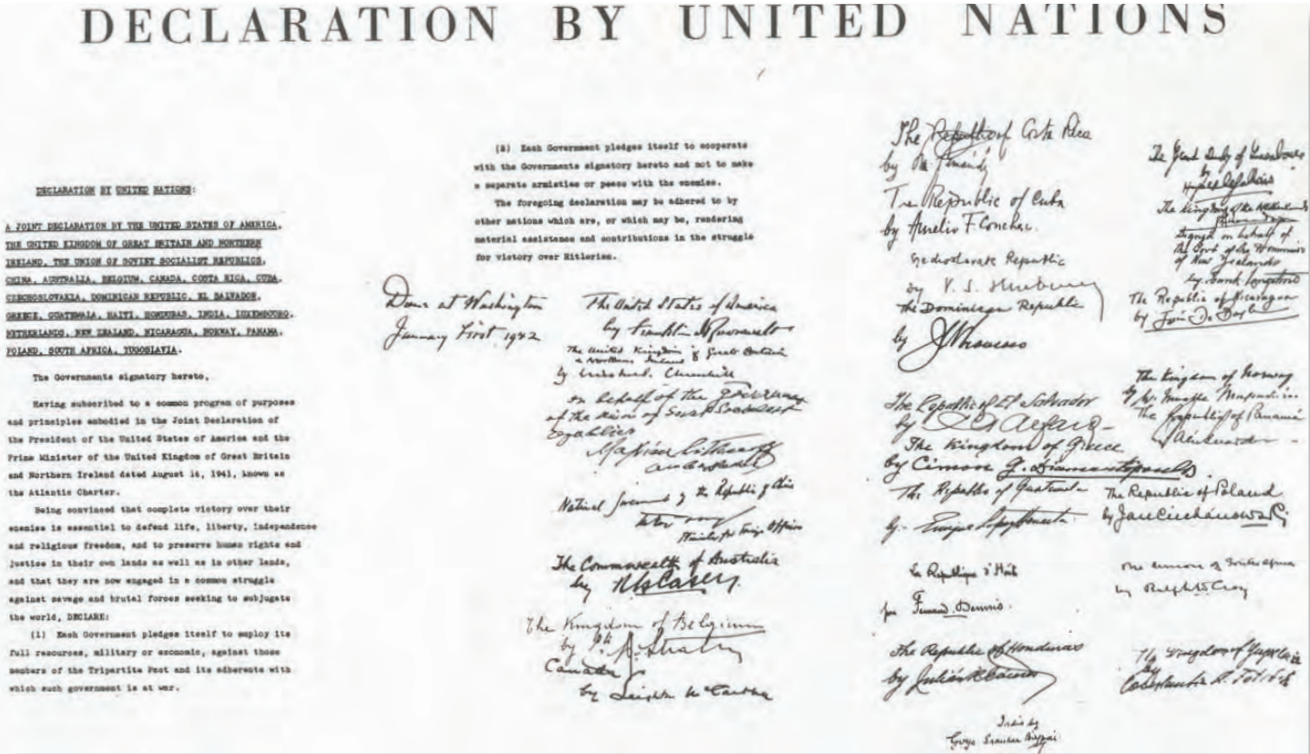 DECLARATION BY UNITED NATIONS
DECLARATION BY UNITED NATIONS:
A JOINT DECLARATION BY THE UNITED STATES OF AMERICA,
THE UNITED KINGDOM OF GREAT BRITAIN AND NORTHERN
IRELAND, THE UNION OF SOVIET SOCIALIST REPUBLICS,
CHINA, AUSTRALIA, BELGIUM, CANADA, COSTA RICA, CUBA,
CZECHOSLOVAKIA, DOMINICAN REPUBLIC, EL SALVADOR,
GREECE, GUATEMALA, HAITI, HONDURAS, INDIA, LUXEMBOURG,
NETHERLANDS, NEW ZEALAND, NICARAGUA, NORWAY, PANAMA,
POLAND, SOUTH AFRICA, YUGOSLAVIA.
The Governments signatory hereto,
Having subscribed to a common program of purposes
and principles embodied in the Joint Declaration of
the President of the United States of America and the
Prime Minister of the United Kingdom of Great Britain
and Northern Ireland dated August 14, 1941, known as
the Atlantic Charter.
Being convinced that complete victory over their
enemies is essential to defend life, liberty, independence
and religious freedom, and to preserve human rights and
justice in their own lands as well as in other lands,
and that they are now engaged in a common struggle
against savage and brutal forces seeking to subjugate
the world, DECLARE:
(1) Each Government pledges itself to employ its
full resources, military or economic, against those
members of the Tripartite Pact and its adherents with
which such government is at war.
(2) Each Government pledges itself to cooperate
with the Governments signatory hereto and not to make
a separate armistice or peace with the enemies.
The foregoing declaration may be adhered to by
other nations which are, or which may be, rendering
material assistance and contributions in the struggle
for victory over Hitlerism.
Done at Washington
January First 1942
The United States of America
by Franklin D Roosevelt
The United Kingdom of Great Britain
& Northern Ireland
by Winston S. Churchill
on behalf of the Government
of the Union of Soviet Socialist
Republics
Maxim Litvinoff
Ambassador
National Government of the Republic of China
Minister for Foreign Affairs
The Commonwealth of Australia
by R G Casey
The Kingdom of Belgium
by
Canada
by Leighton McCarthy
The Republic of Costa Rica
by
The Republic of Cuba
by Aurelio F. Concheso
Republic
by V. S. Hurban
The Dominican Republic
by J M Troncoso
The Republic of El Salvador
by C A Alfaro
The Kingdom of Greece
by Cimon G. Diamantopoulos
The Republic of Guatemala
by
La Republique d'Haiti
par Fernand Dennis
The Republic of Honduras
by Julián R Cáceres
India by
Girja Shankar Bajpai
The Grand Duchy of Luxembourg
by
The Kingdom of the Netherlands
Signed on behalf of
the Govt of the Dominion
of New Zealand
by Frank Langstone
The Republic of Nicaragua
by
The Kingdom of Norway
by
The Republic of Panamá
The Republic of Poland
by Jan Ciechanowski
The Union of South Africa
by Ralph W Close
The Kingdom of Yugoslavia
by
Constantin A. Fotitch